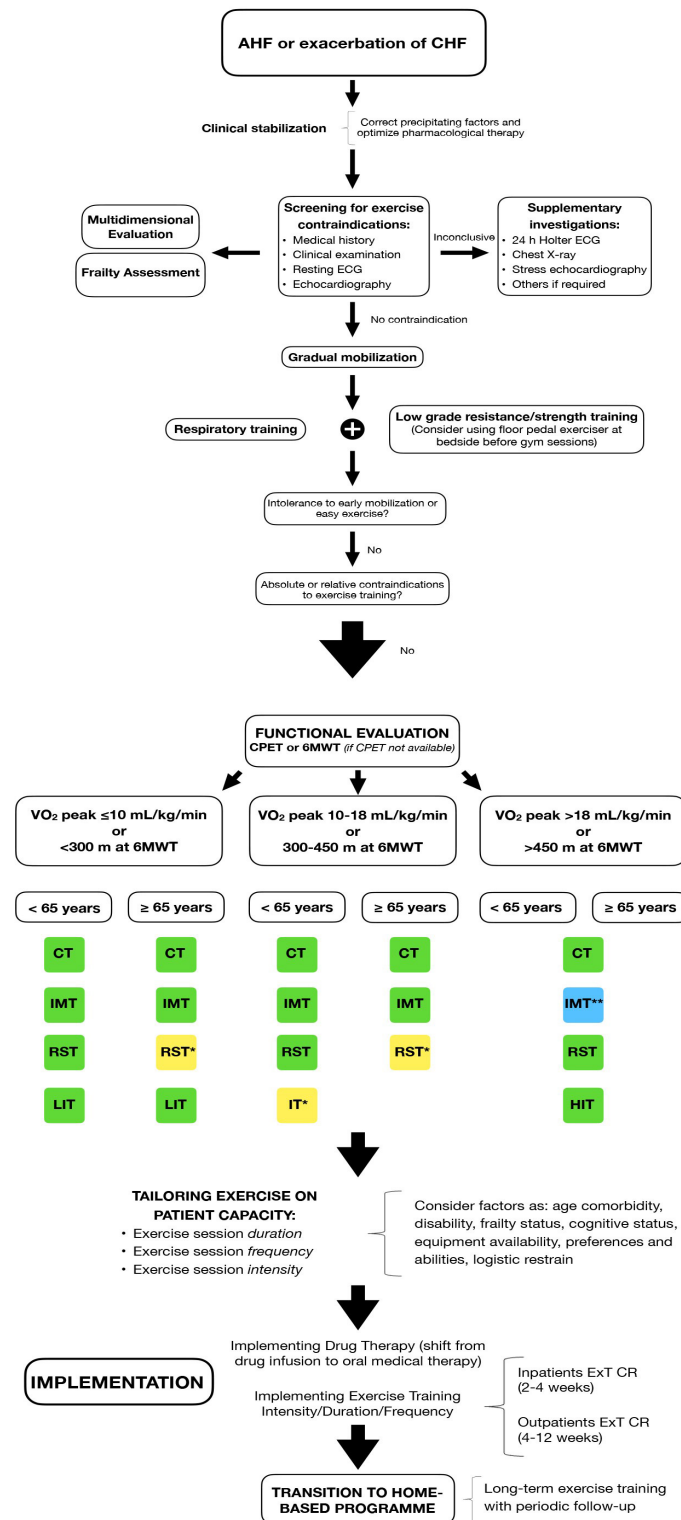 AHF or exacerbation of CHF
Clinical stabilization
Correct precipitating factors and
optimize pharmacological therapy
Multidimensional
Evaluation
Frailty Assessment
Screening for exercise
contraindications:
• Medical history
• Clinical examination
• Resting ECG
• Echocardiography
Inconclusive
Supplementary
investigations:
• 24 h Holter ECG
• Chest X-ray
• Stress echocardiography
• Others if required
No contraindication
Gradual mobilization
Respiratory training
+
Low grade resistance/strength training
(Consider using floor pedal exerciser at
bedside before gym sessions)
Intolerance to early mobilization or
easy exercise?
No
Absolute or relative contraindications
to exercise training?
No
FUNCTIONAL EVALUATION
CPET or 6MWT (if CPET not available)
VO₂ peak ≤10 mL/kg/min
or
<300 m at 6MWT
VO₂ peak 10-18 mL/kg/min
or
300-450 m at 6MWT
VO₂ peak >18 mL/kg/min
or
>450 m at 6MWT
< 65 years
≥ 65 years
< 65 years
≥ 65 years
< 65 years
≥ 65 years
CT
CT
CT
CT
CT
IMT
IMT
IMT
IMT
IMT**
RST
RST*
RST
RST*
RST
LIT
LIT
IT*
HIT
TAILORING EXERCISE ON
PATIENT CAPACITY:
• Exercise session duration
• Exercise session frequency
• Exercise session intensity
Consider factors as: age comorbidity,
disability, frailty status, cognitive status,
equipment availability, preferences and
abilities, logistic restrain
IMPLEMENTATION
Implementing Drug Therapy (shift from
drug infusion to oral medical therapy)
Implementing Exercise Training
Intensity/Duration/Frequency
Inpatients ExT CR
(2-4 weeks)
Outpatients ExT CR
(4-12 weeks)
TRANSITION TO HOME-
BASED PROGRAMME
Long-term exercise training
with periodic follow-up